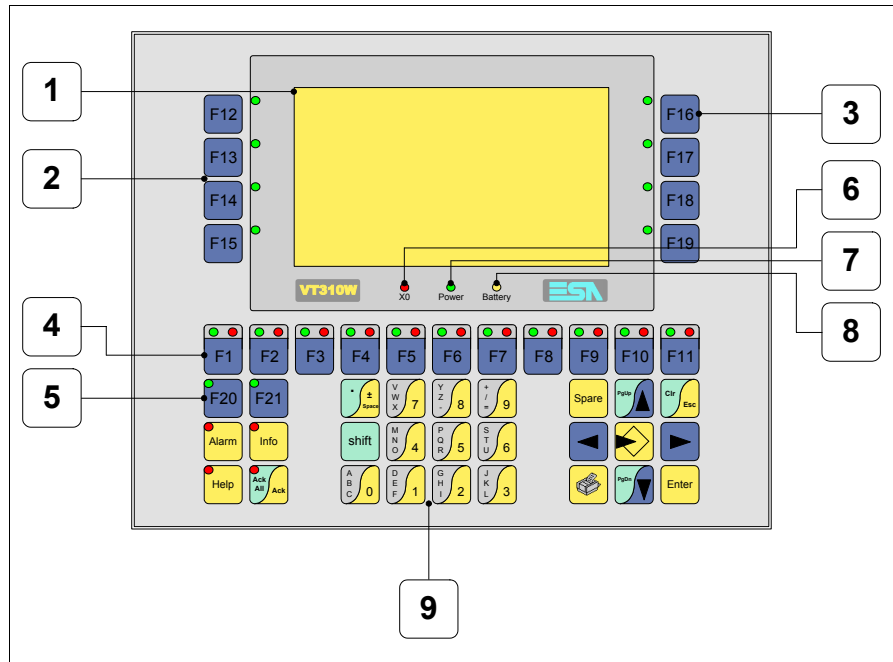 1
2
3
4
5
6
7
8
9
F12
F13
F14
F15
F16
F17
F18
F19
VT310W
X0
Power
Battery
ESA
F1 F2 F3 F4 F5 F6 F7 F8 F9 F10 F11
F20 F21
. ± Space
V W X 7
Y Z - 8
+ / = 9
Spare
PgUp
Clr Esc
Alarm Info
shift
M N O 4
P Q R 5
S T U 6
Help
Ack All Ack
A B C 0
D E F 1
G H I 2
J K L 3
PgDn
Enter